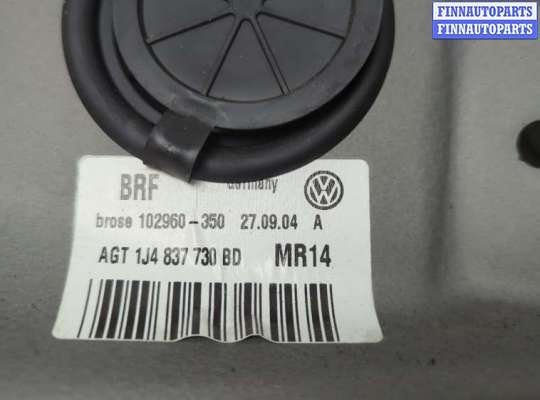 FINNAUTOPARTS
FINNAUTOPARTS
BRF Germany
brose 102960-350 27.09.04 A
AGT 1J4 837 730 BD MR14